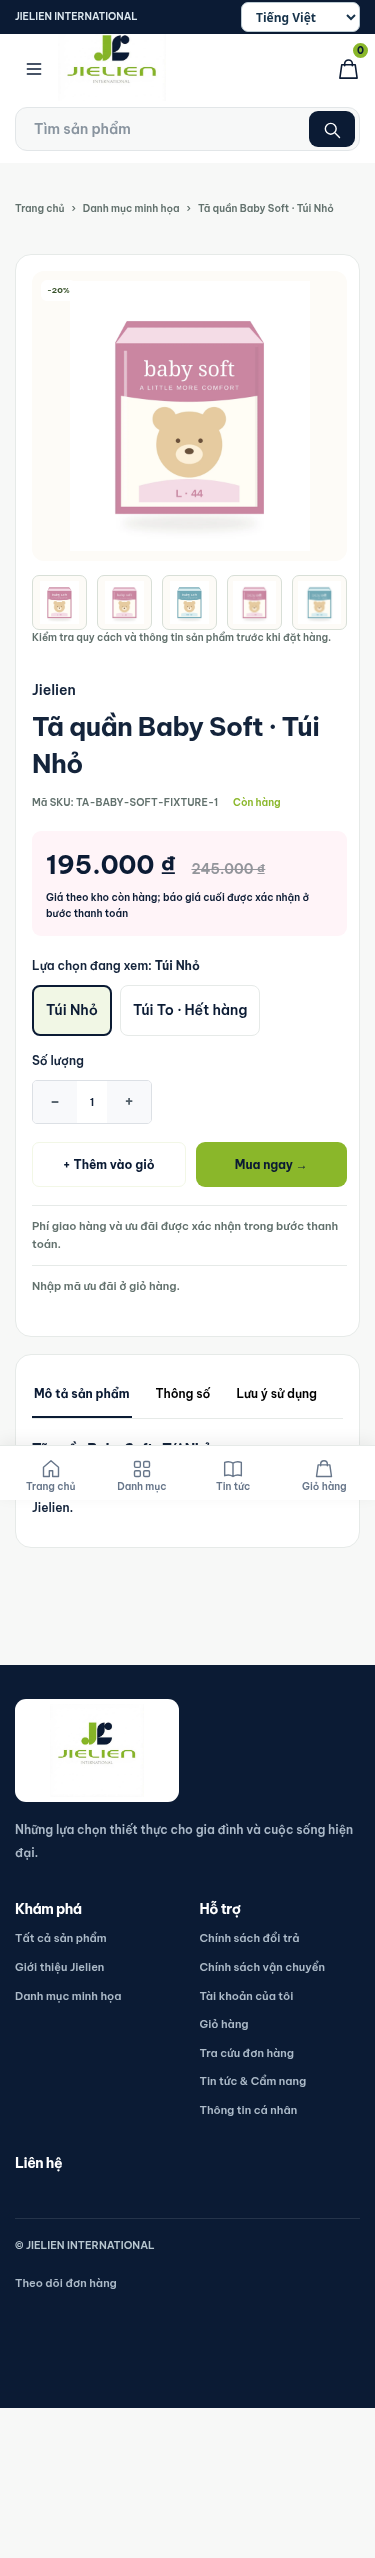 JIELIEN INTERNATIONAL
Tiếng Việt
0
JIELIEN
INTERNATIONAL
Tìm sản phẩm
Trang chủ › Danh mục minh họa › Tã quần Baby Soft · Túi Nhỏ
-20%
baby soft
A LITTLE MORE COMFORT
L · 44
Kiểm tra quy cách và thông tin sản phẩm trước khi đặt hàng.
Jielien
Tã quần Baby Soft · Túi
Nhỏ
Mã SKU: TA-BABY-SOFT-FIXTURE-1 Còn hàng
195.000 ₫ 245.000 ₫
Giá theo kho còn hàng; báo giá cuối được xác nhận ở
bước thanh toán
Lựa chọn đang xem: Túi Nhỏ
Túi Nhỏ
Túi To · Hết hàng
Số lượng
− 1 +
+ Thêm vào giỏ
Mua ngay →
Phí giao hàng và ưu đãi được xác nhận trong bước thanh
toán.
Nhập mã ưu đãi ở giỏ hàng.
Mô tả sản phẩm Thông số Lưu ý sử dụng
Trang chủ Danh mục Tin tức Giỏ hàng
Jielien.
JIELIEN
INTERNATIONAL
Những lựa chọn thiết thực cho gia đình và cuộc sống hiện
đại.
Khám phá
Tất cả sản phẩm
Giới thiệu Jielien
Danh mục minh họa
Hỗ trợ
Chính sách đổi trả
Chính sách vận chuyển
Tài khoản của tôi
Giỏ hàng
Tra cứu đơn hàng
Tin tức & Cẩm nang
Thông tin cá nhân
Liên hệ
© JIELIEN INTERNATIONAL
Theo dõi đơn hàng